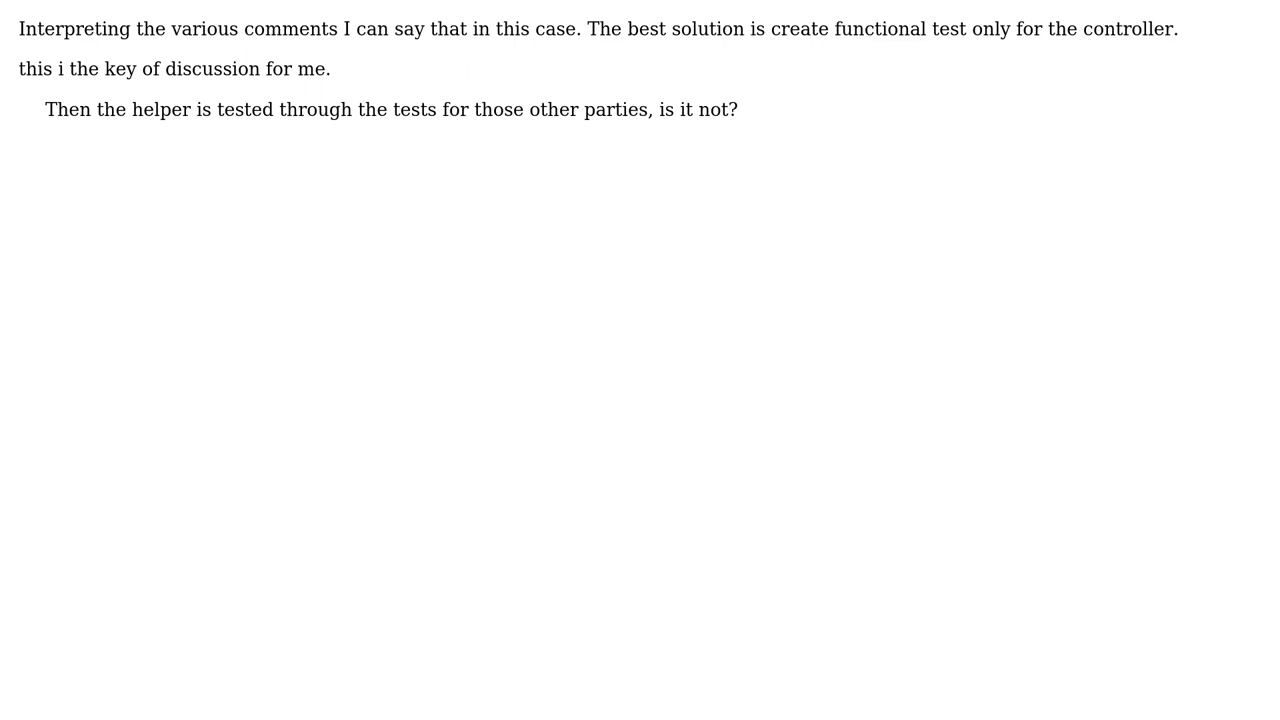 Interpreting the various comments I can say that in this case. The best solution is create functional test only for the controller.
this i the key of discussion for me.
Then the helper is tested through the tests for those other parties, is it not?